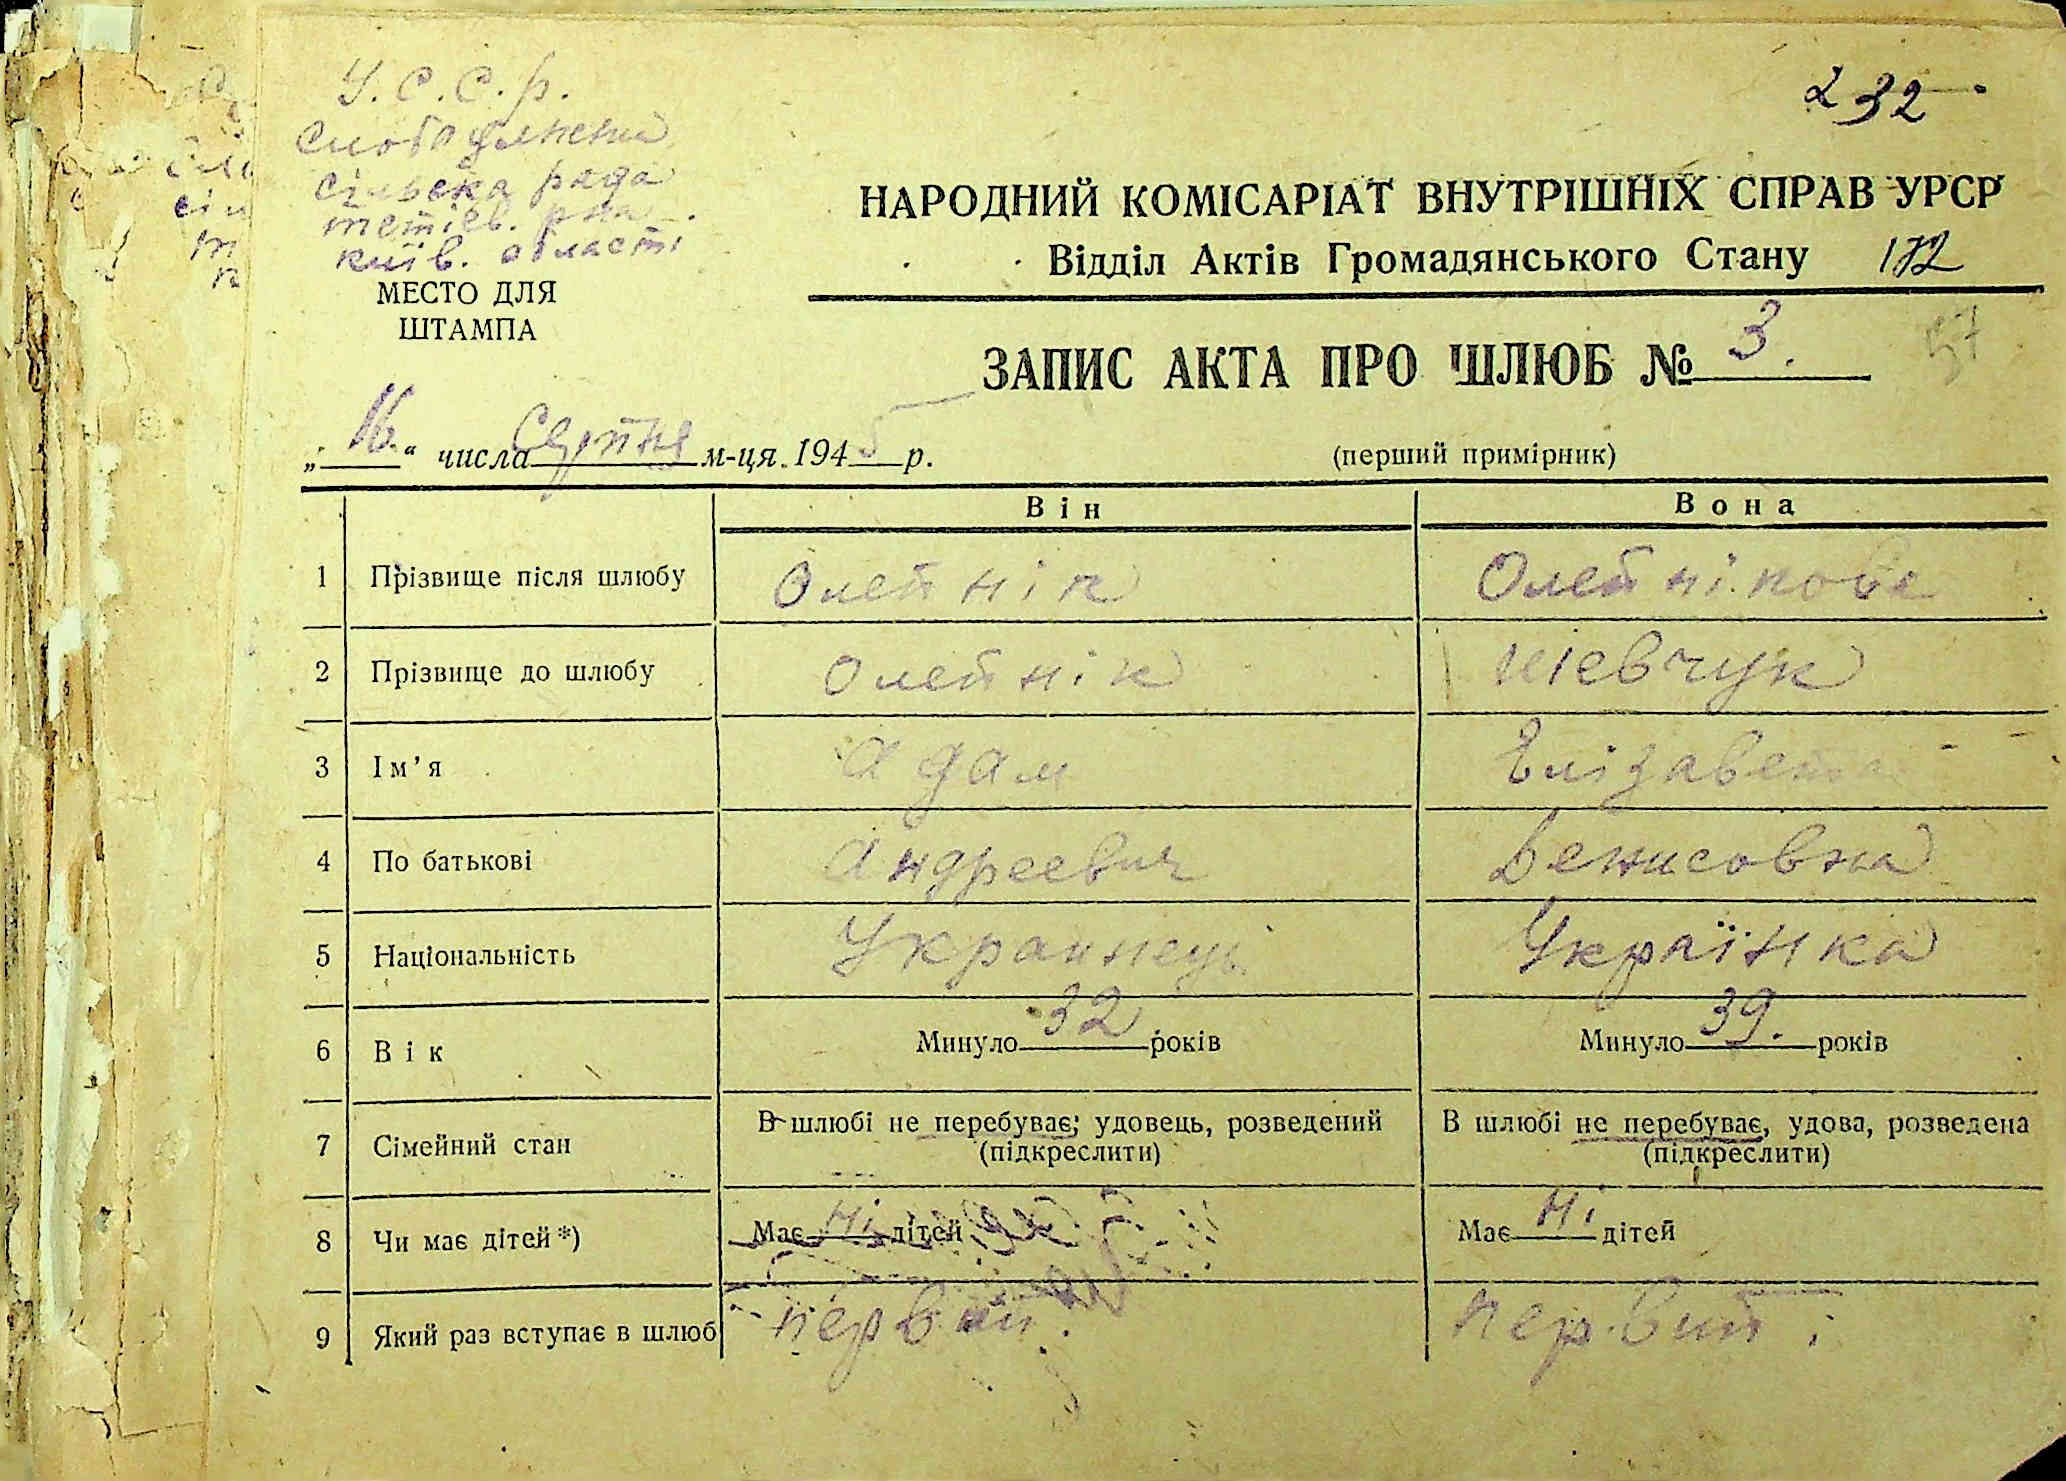 У.С.С.р.
сільська рада
тетіев. р-на.
київ. області
МЕСТО ДЛЯ
ШТАМПА
232
НАРОДНИЙ КОМІСАРІАТ ВНУТРІШНІХ СПРАВ УРСР
Відділ Актів Громадянського Стану 172
ЗАПИС АКТА ПРО ШЛЮБ № 3.
57
„16“ числа Серпня м-ця 1945 р.
(перший примірник)
Він Вона
1 Прізвище після шлюбу Олейнік Олейнікова
2 Прізвище до шлюбу Олейнік Шевчук
3 Ім’я Адам Елізавета
4 По батькові Андреевич Денисовна
5 Національність Украинець Українка
6 Вік Минуло 32 років Минуло 39. років
7 Сімейний стан В шлюбі не перебуває; удовець, розведений В шлюбі не перебуває, удова, розведена
(підкреслити) (підкреслити)
8 Чи має дітей *) Має ні дітей Має ні дітей
9 Який раз вступає в шлюб первий. первий